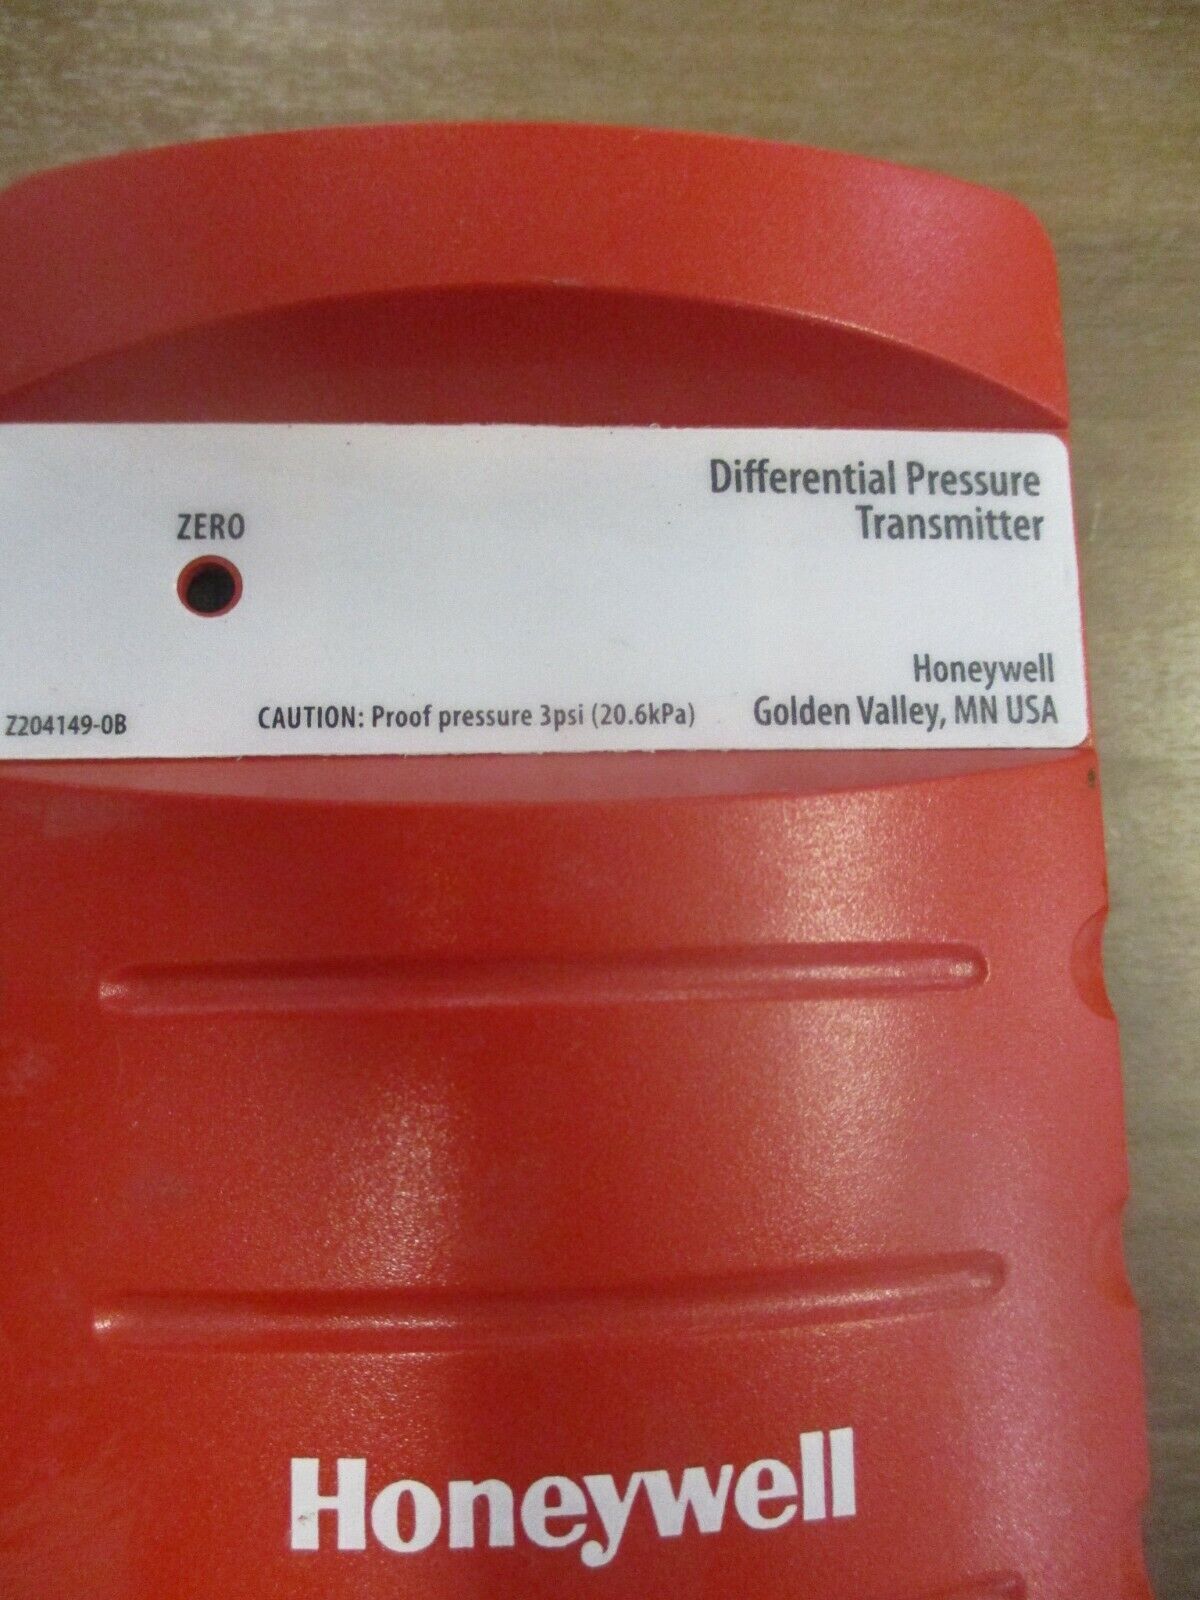 Differential Pressure
Transmitter
ZERO
Honeywell
Z204149-0B CAUTION: Proof pressure 3psi (20.6kPa) Golden Valley, MN USA
Honeywell